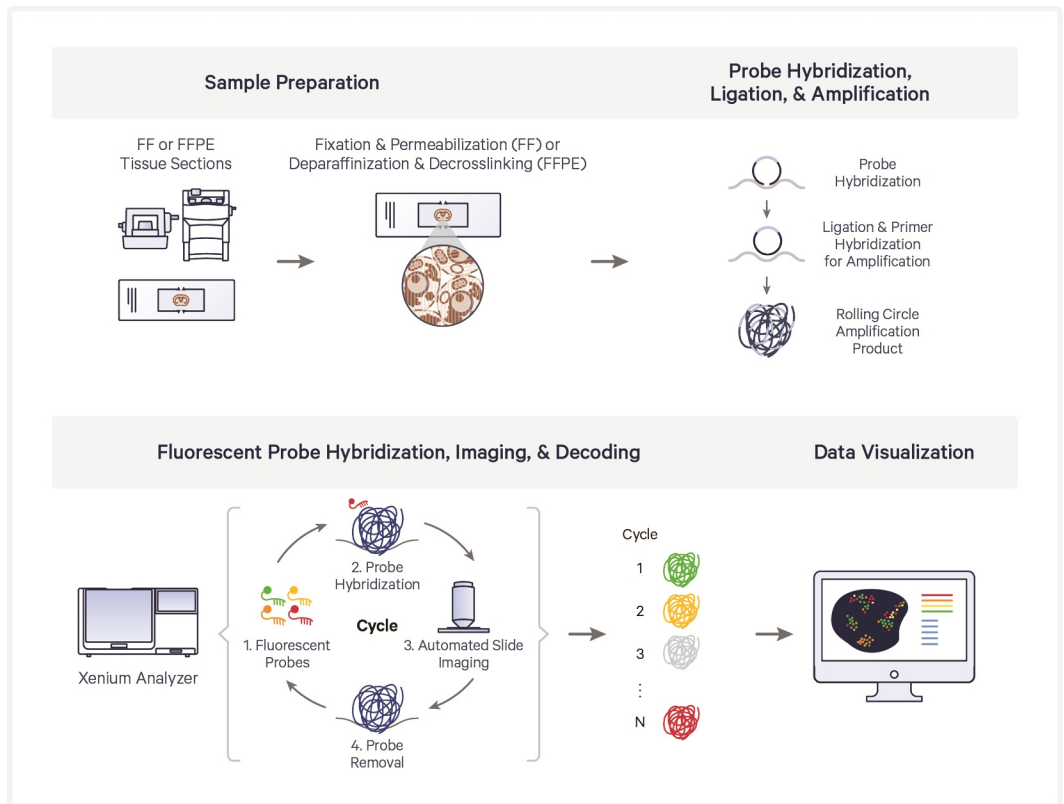 Sample Preparation
Probe Hybridization,
Ligation, & Amplification
FF or FFPE
Tissue Sections
Fixation & Permeabilization (FF) or
Deparaffinization & Decrosslinking (FFPE)
Probe
Hybridization
Ligation & Primer
Hybridization
for Amplification
Rolling Circle
Amplification
Product
Fluorescent Probe Hybridization, Imaging, & Decoding
Data Visualization
Xenium Analyzer
1. Fluorescent
Probes
2. Probe
Hybridization
Cycle
3. Automated Slide
Imaging
4. Probe
Removal
Cycle
1
2
3
⋮
N